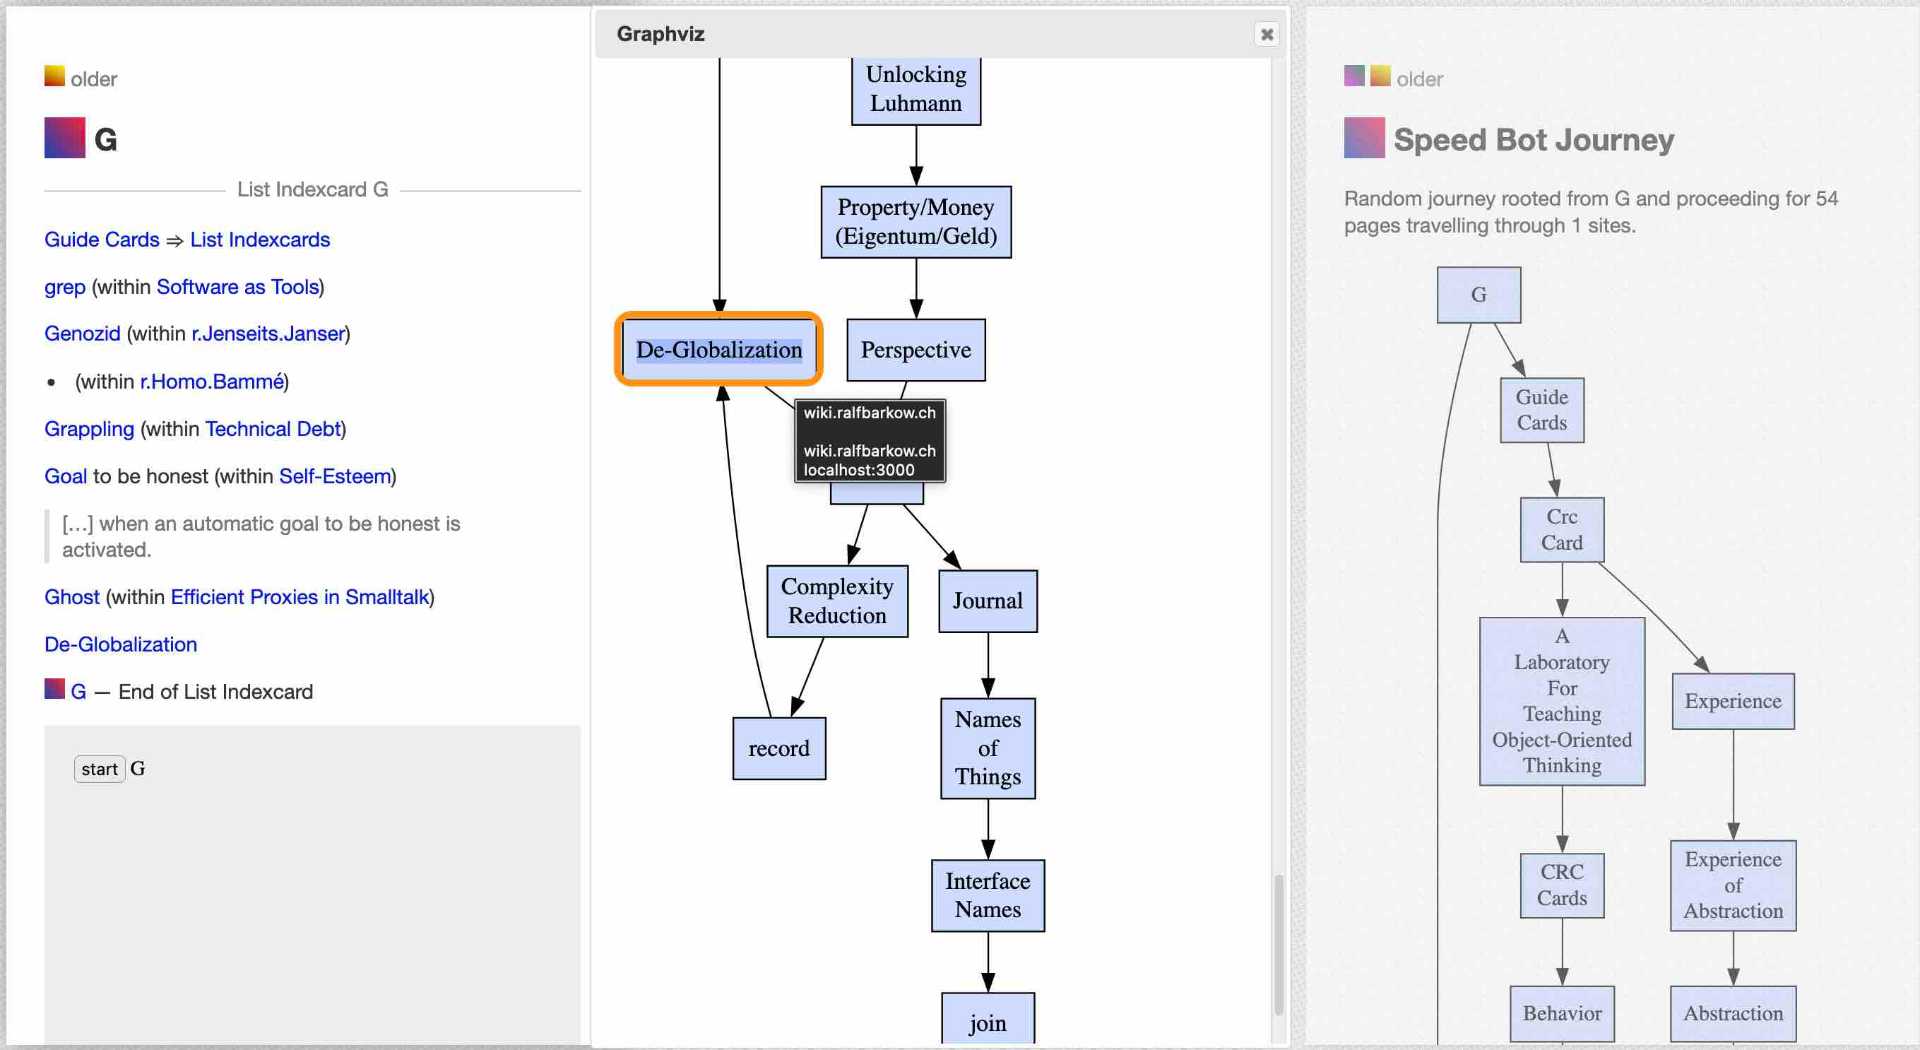 older
G
List Indexcard G
Guide Cards ⇒ List Indexcards
grep (within Software as Tools)
Genozid (within r.Jenseits.Janser)
• (within r.Homo.Bammé)
Grappling (within Technical Debt)
Goal to be honest (within Self-Esteem)
[…] when an automatic goal to be honest is
activated.
Ghost (within Efficient Proxies in Smalltalk)
De-Globalization
G — End of List Indexcard
start G
Graphviz
Unlocking
Luhmann
Property/Money
(Eigentum/Geld)
De-Globalization
Perspective
wiki.ralfbarkow.ch
wiki.ralfbarkow.ch
localhost:3000
Complexity
Reduction
Journal
record
Names
of
Things
Interface
Names
join
older
Speed Bot Journey
Random journey rooted from G and proceeding for 54
pages travelling through 1 sites.
G
Guide
Cards
Crc
Card
A
Laboratory
For
Teaching
Object-Oriented
Thinking
Experience
CRC
Cards
Experience
of
Abstraction
Behavior
Abstraction